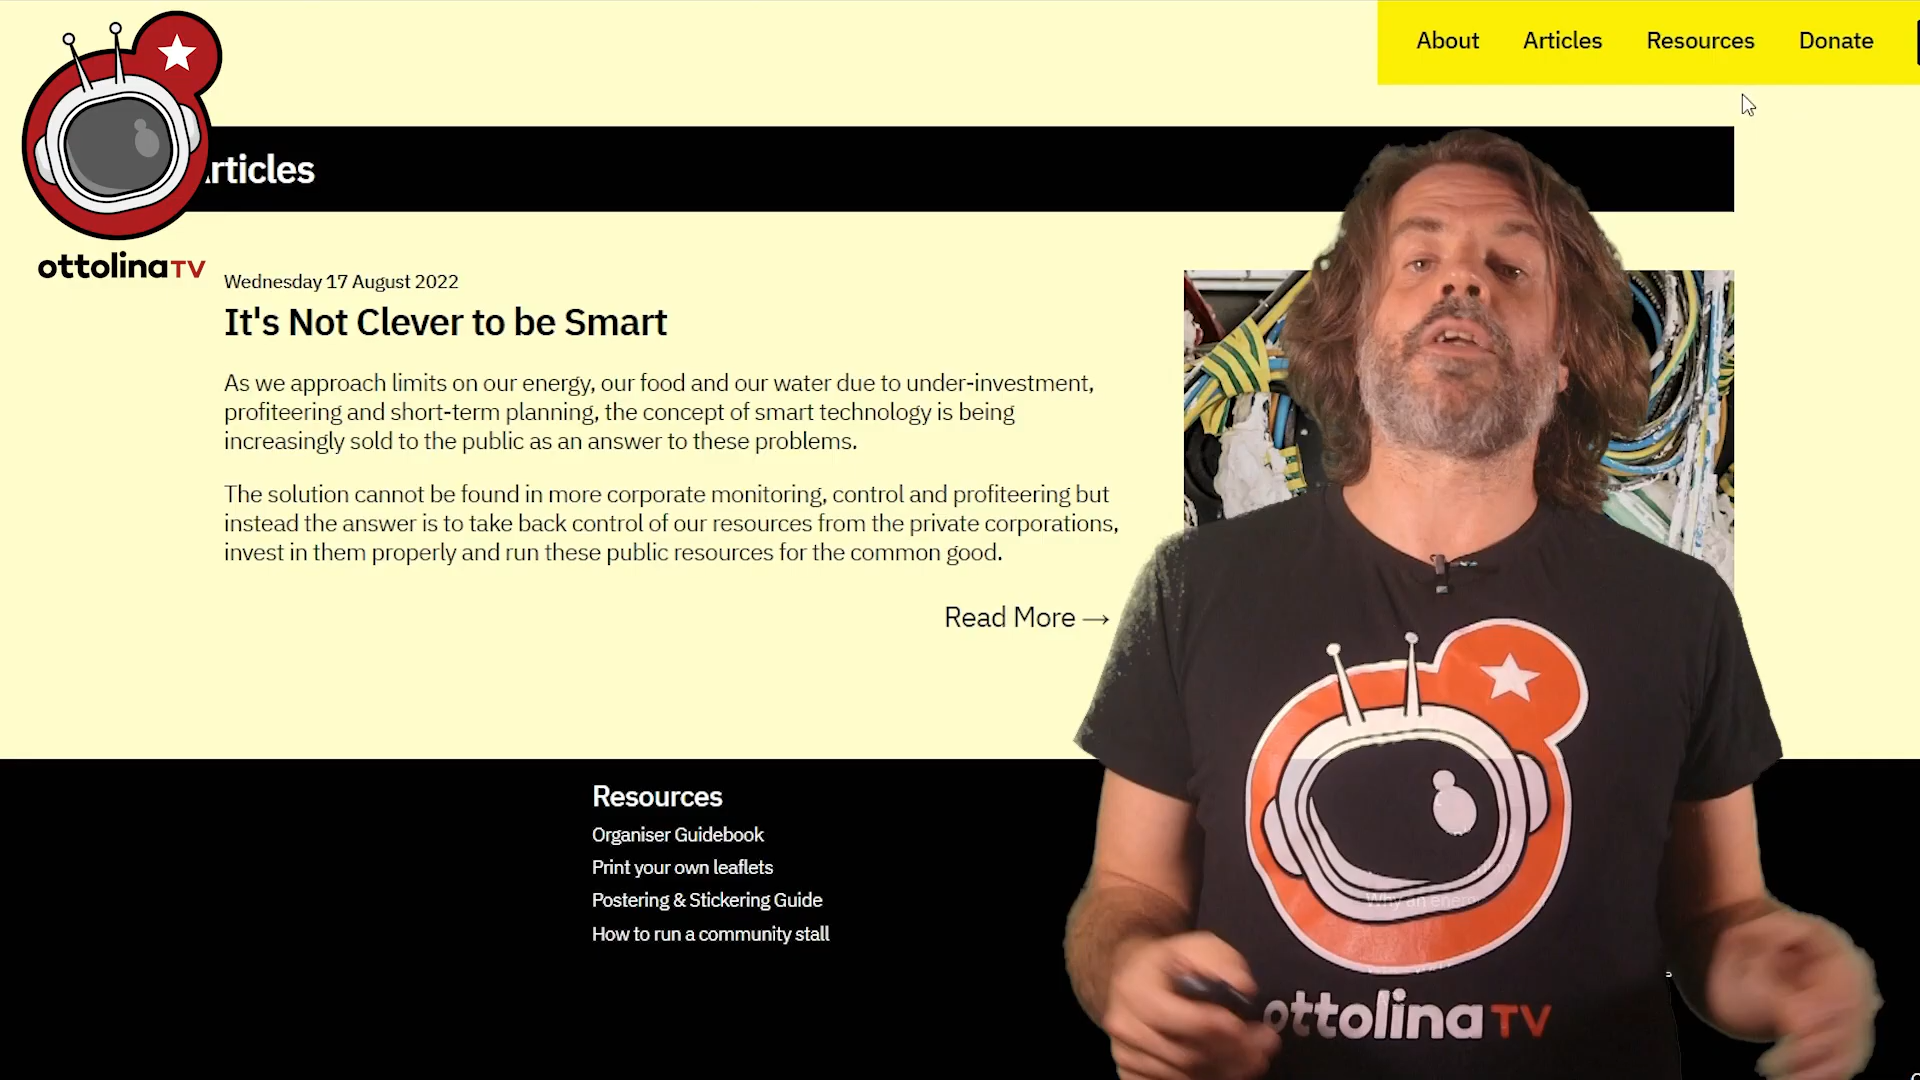 About Articles Resources Donate
rticles
ottolinaTV
Wednesday 17 August 2022
It's Not Clever to be Smart
As we approach limits on our energy, our food and our water due to under-investment,
profiteering and short-term planning, the concept of smart technology is being
increasingly sold to the public as an answer to these problems.
The solution cannot be found in more corporate monitoring, control and profiteering but
instead the answer is to take back control of our resources from the private corporations,
invest in them properly and run these public resources for the common good.
Read More →
Resources
Organiser Guidebook
Print your own leaflets
Postering & Stickering Guide
How to run a community stall
Why an energy
ottolina TV